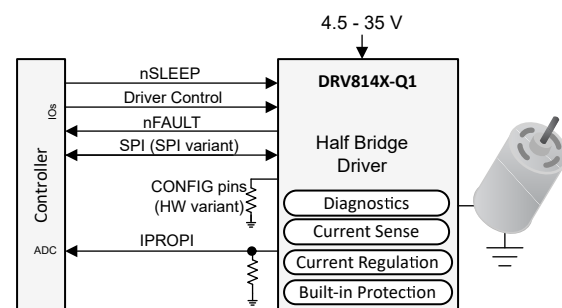 4.5 - 35 V
nSLEEP
DRV814X-Q1
Driver Control
IOs
nFAULT
SPI (SPI variant)
Half Bridge
Driver
Controller
CONFIG pins
(HW variant)
Diagnostics
Current Sense
ADC
IPROPI
Current Regulation
Built-in Protection